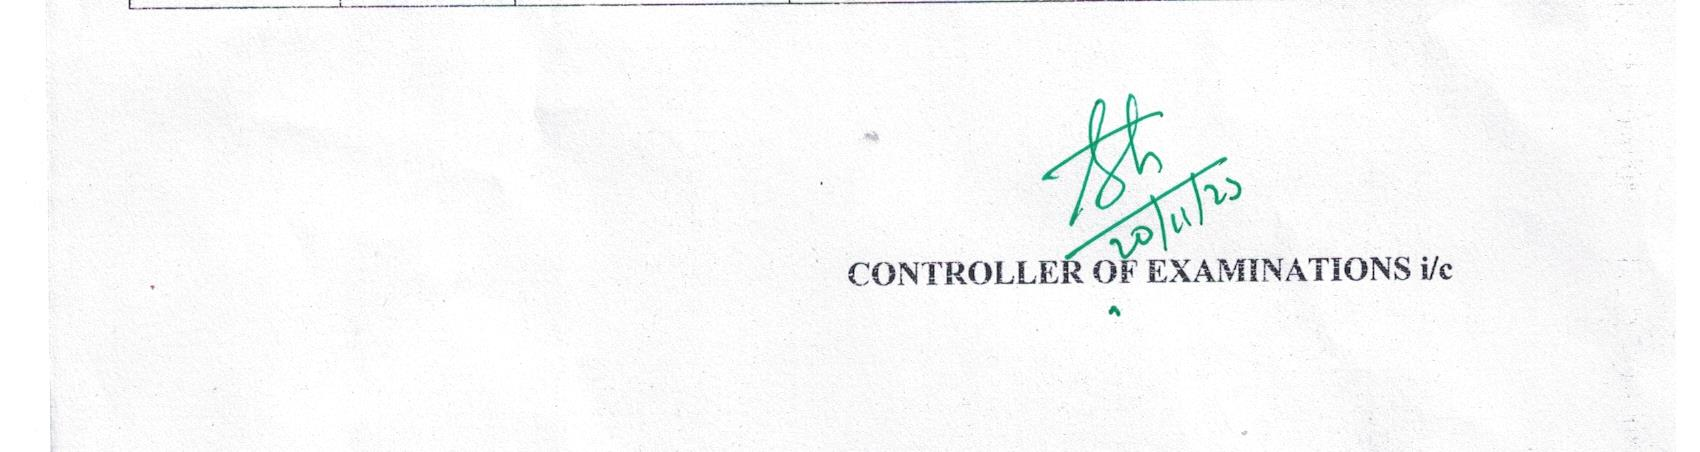 20/11/25
CONTROLLER OF EXAMINATIONS i/c